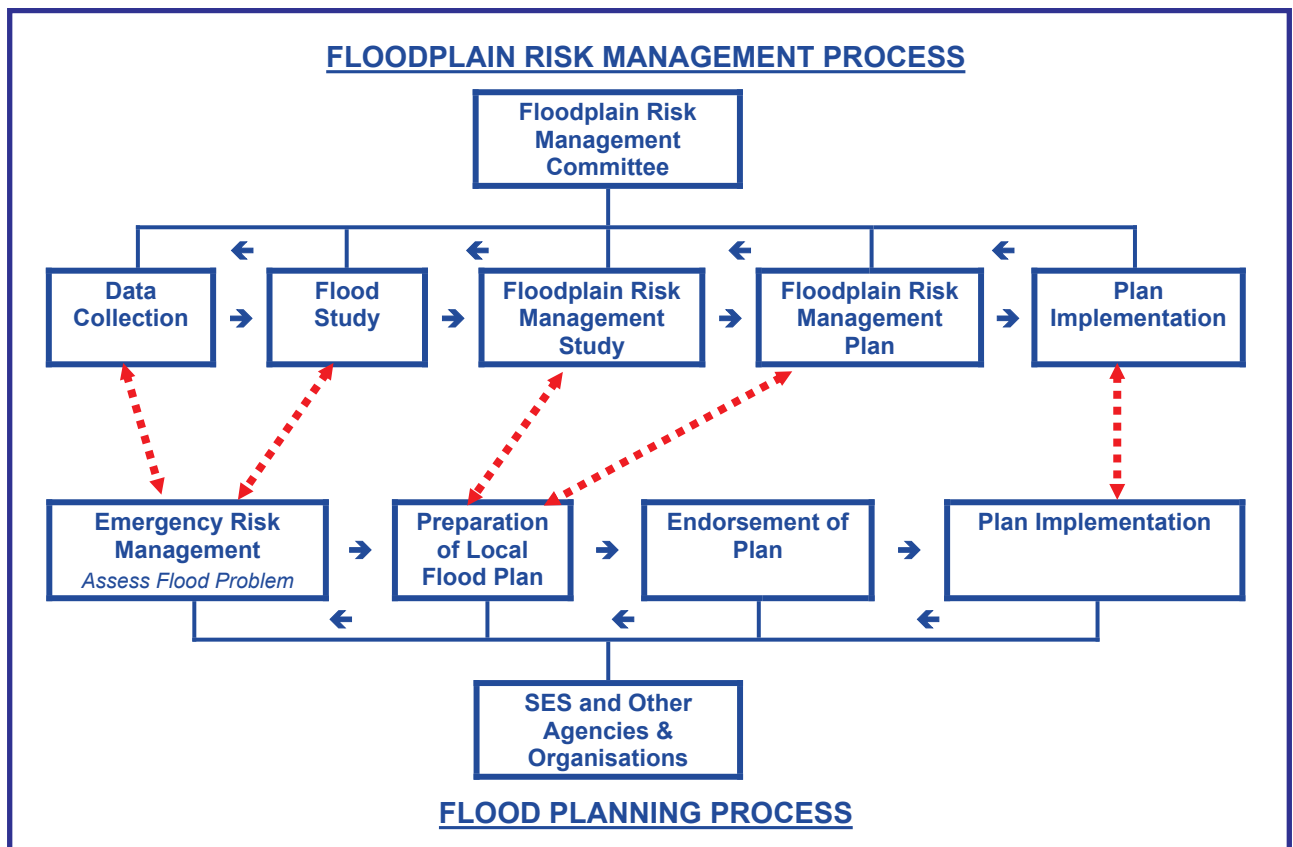 FLOODPLAIN RISK MANAGEMENT PROCESS
Floodplain Risk
Management
Committee
Data
Collection
Flood
Study
Floodplain Risk
Management
Study
Floodplain Risk
Management
Plan
Plan
Implementation
Emergency Risk
Management
Assess Flood Problem
Preparation
of Local
Flood Plan
Endorsement of
Plan
Plan Implementation
SES and Other
Agencies &
Organisations
FLOOD PLANNING PROCESS